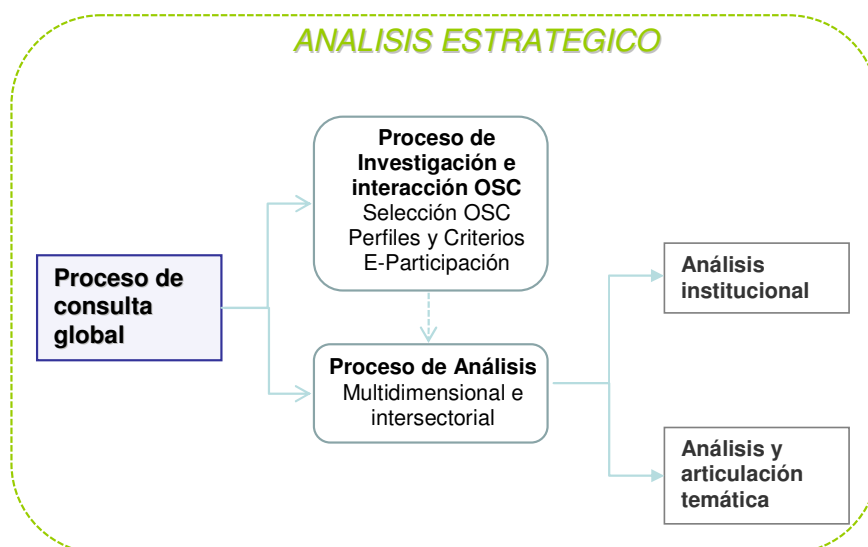 ANALISIS ESTRATEGICO
Proceso de
Investigación e
interacción OSC
Selección OSC
Perfiles y Criterios
E-Participación
Proceso de
consulta
global
Análisis
institucional
Proceso de Análisis
Multidimensional e
intersectorial
Análisis y
articulación
temática